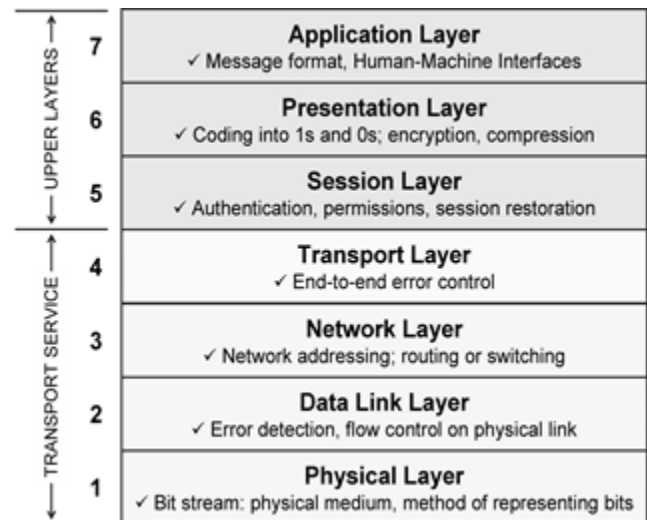 UPPER LAYERS
7
Application Layer
✓ Message format, Human-Machine Interfaces
6
Presentation Layer
✓ Coding into 1s and 0s; encryption, compression
5
Session Layer
✓ Authentication, permissions, session restoration
TRANSPORT SERVICE
4
Transport Layer
✓ End-to-end error control
3
Network Layer
✓ Network addressing; routing or switching
2
Data Link Layer
✓ Error detection, flow control on physical link
1
Physical Layer
✓ Bit stream: physical medium, method of representing bits